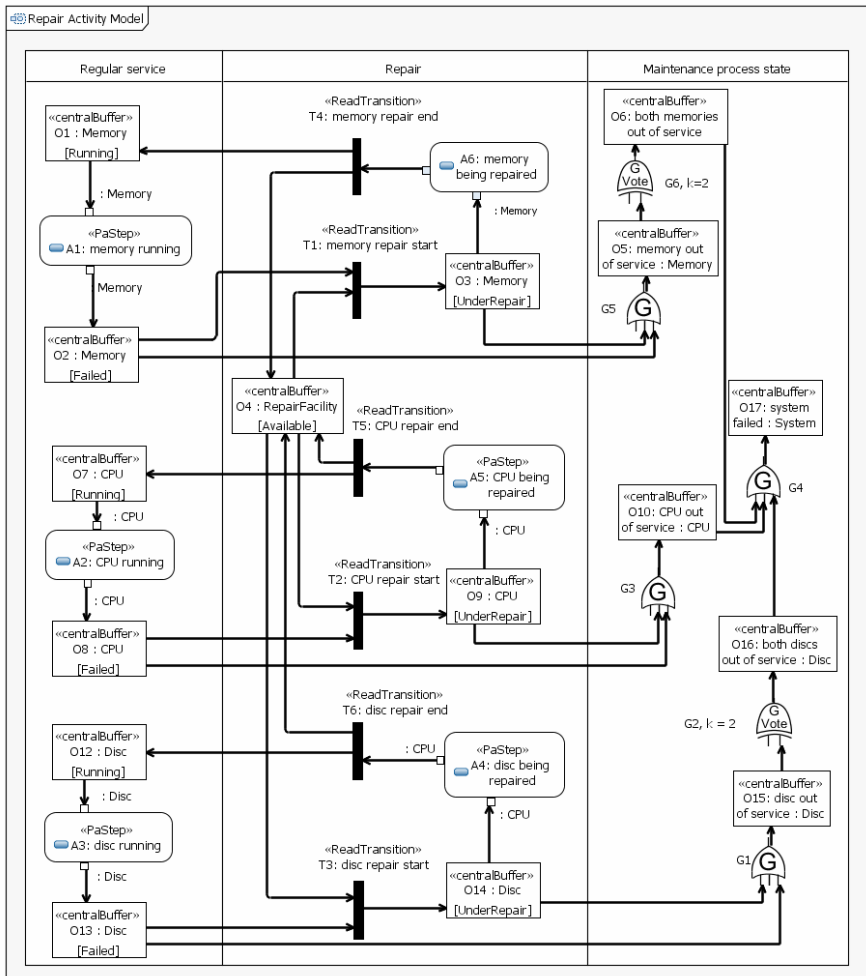 Repair Activity Model
Regular service
Repair
Maintenance process state
«centralBuffer»
O1 : Memory
[Running]
: Memory
«PaStep»
A1: memory running
Memory
«centralBuffer»
O2 : Memory
[Failed]
«ReadTransition»
T4: memory repair end
A6: memory
being repaired
: Memory
«ReadTransition»
T1: memory repair start
«centralBuffer»
O3 : Memory
[UnderRepair]
«centralBuffer»
O6: both memories
out of service
G
Vote
G6, k=2
«centralBuffer»
O5: memory out
of service : Memory
G5
G
«centralBuffer»
O4 : RepairFacility
[Available]
«ReadTransition»
T5: CPU repair end
«centralBuffer»
O17: system
failed : System
«centralBuffer»
O7 : CPU
[Running]
: CPU
«PaStep»
A2: CPU running
: CPU
«centralBuffer»
O8 : CPU
[Failed]
«PaStep»
A5: CPU being
repaired
: CPU
«ReadTransition»
T2: CPU repair start
«centralBuffer»
O9 : CPU
[UnderRepair]
G
G4
«centralBuffer»
O10: CPU out
of service : CPU
G3
G
«centralBuffer»
O16: both discs
out of service : Disc
«ReadTransition»
T6: disc repair end
: CPU
«PaStep»
A4: disc being
repaired
: CPU
G2, k = 2
G
Vote
«centralBuffer»
O12 : Disc
[Running]
: Disc
«PaStep»
A3: disc running
: Disc
«centralBuffer»
O13 : Disc
[Failed]
«ReadTransition»
T3: disc repair start
«centralBuffer»
O14 : Disc
[UnderRepair]
«centralBuffer»
O15: disc out
of service : Disc
G1
G